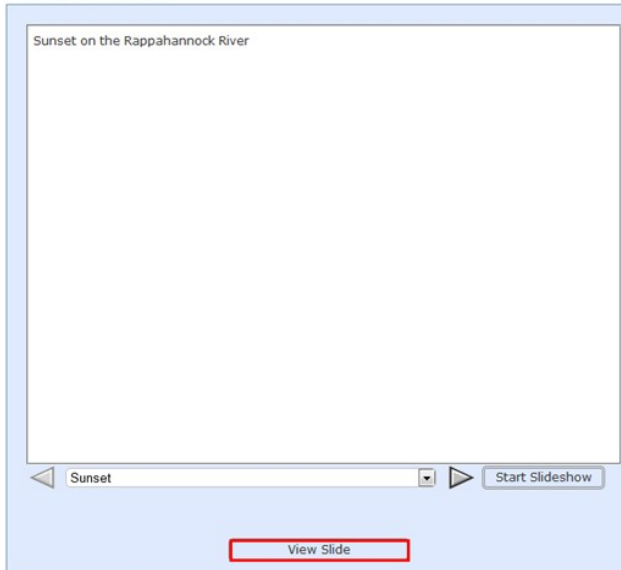 Sunset on the Rappahannock River
Sunset
Start Slideshow
View Slide